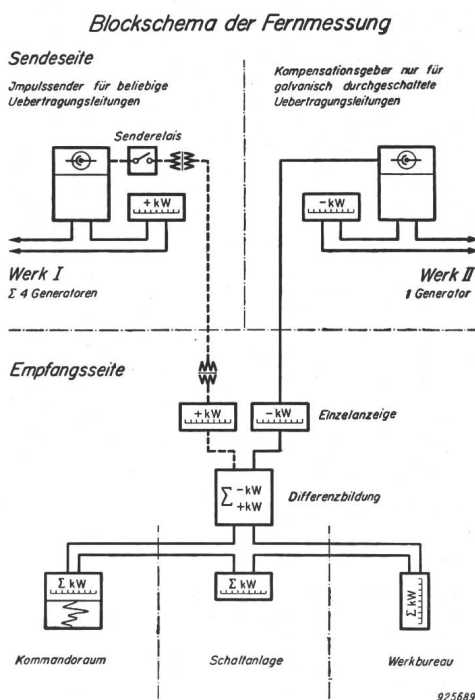 Blockschema der Fernmessung
Sendeseite
Impulssender für beliebige
Uebertragungsleitungen
Kompensationsgeber nur für
galvanisch durchgeschaltete
Uebertragungsleitungen
Senderelais
+kW
-kW
Werk I
Σ 4 Generatoren
Werk II
1 Generator
Empfangsseite
+kW
-kW
Einzelanzeige
Σ -kW
+kW
Differenzbildung
Σ kW
Σ kW
Σ kW
Kommandoraum
Schaltanlage
Werkbureau
925689